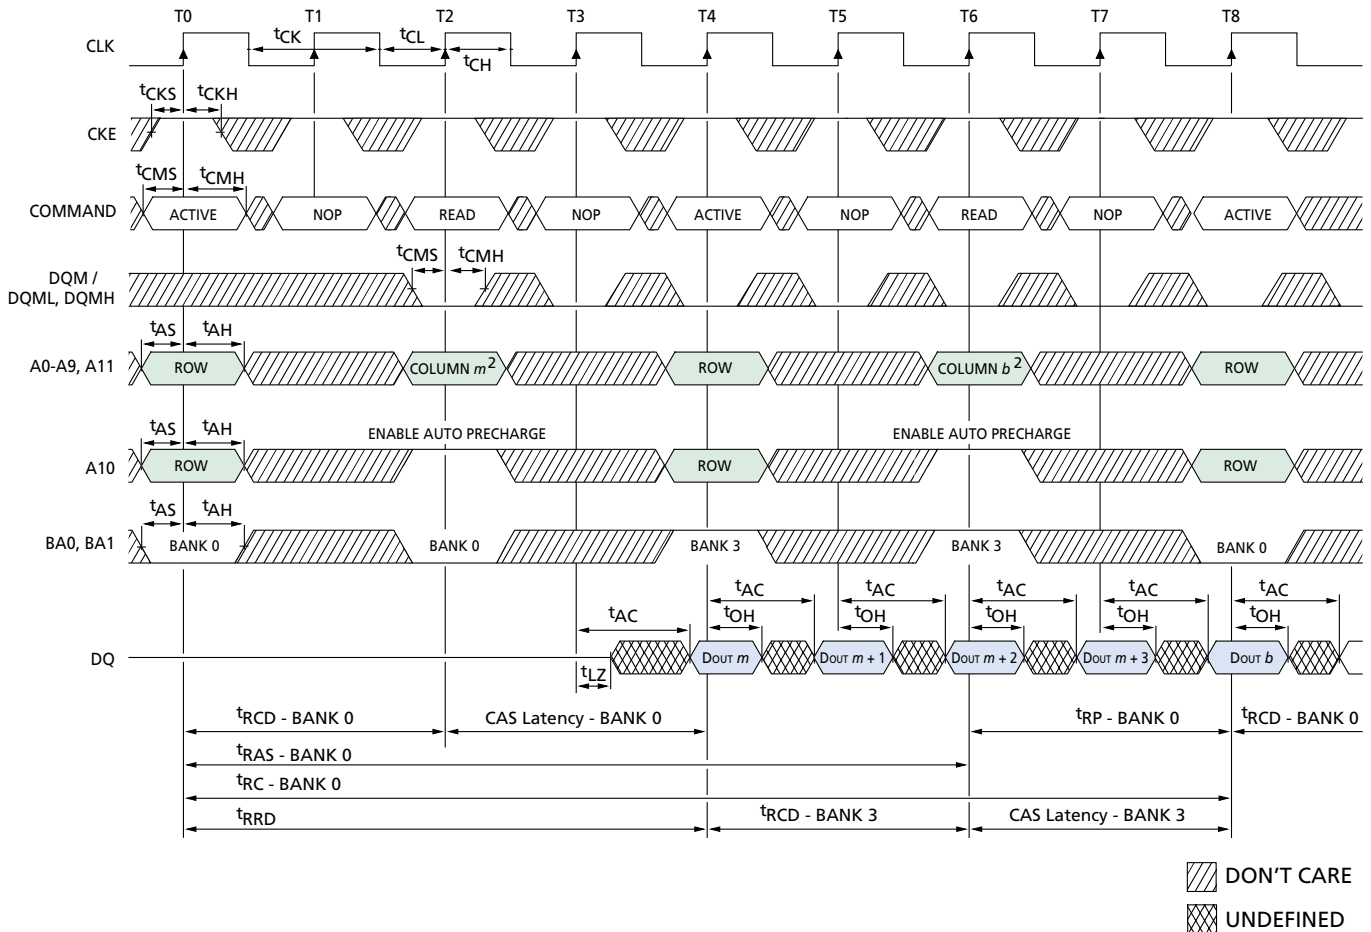 T0 T1 T2 T3 T4 T5 T6 T7 T8
CLK
tCK tCL
tCH
tCKS tCKH
CKE
tCMS tCMH
COMMAND ACTIVE NOP READ NOP ACTIVE NOP READ NOP ACTIVE
tCMS tCMH
DQM /
DQML, DQMH
tAS tAH
A0-A9, A11 ROW COLUMN m2 ROW COLUMN b2 ROW
tAS tAH ENABLE AUTO PRECHARGE ENABLE AUTO PRECHARGE
A10 ROW ROW ROW
tAS tAH
BA0, BA1 BANK 0 BANK 0 BANK 3 BANK 3 BANK 0
tAC tAC tAC tAC tAC
tAC tOH tOH tOH tOH tOH
DQ DOUT m DOUT m + 1 DOUT m + 2 DOUT m + 3 DOUT b
tLZ
tRCD - BANK 0 CAS Latency - BANK 0 tRP - BANK 0 tRCD - BANK 0
tRAS - BANK 0
tRC - BANK 0
tRRD tRCD - BANK 3 CAS Latency - BANK 3
DON'T CARE
UNDEFINED